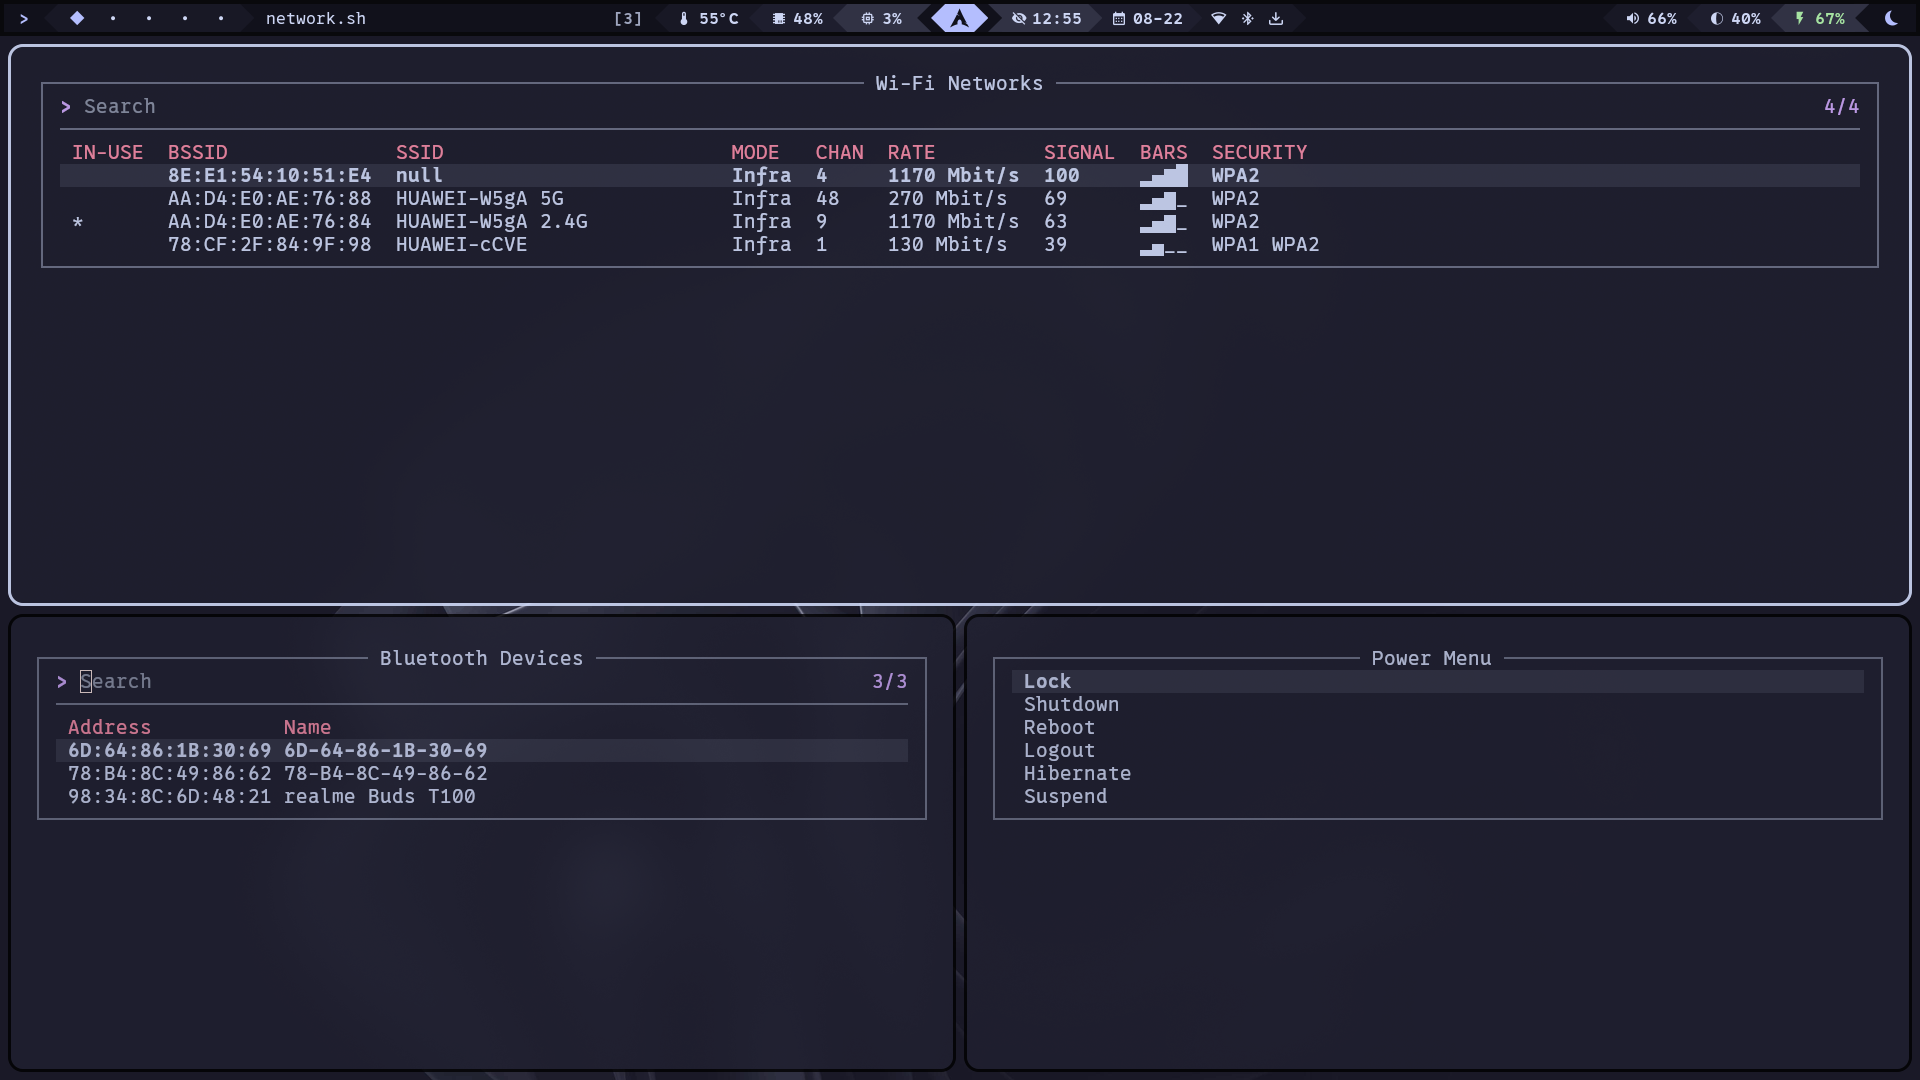 > network.sh [3] 55°C 48% 3% 12:55 08-22 66% 40% 67%
Wi-Fi Networks
> Search 4/4
IN-USE BSSID SSID MODE CHAN RATE SIGNAL BARS SECURITY
8E:E1:54:10:51:E4 null Infra 4 1170 Mbit/s 100 ▂▄▆█ WPA2
AA:D4:E0:AE:76:88 HUAWEI-W5gA 5G Infra 48 270 Mbit/s 69 ▂▄▆_ WPA2
* AA:D4:E0:AE:76:84 HUAWEI-W5gA 2.4G Infra 9 1170 Mbit/s 63 ▂▄▆_ WPA2
78:CF:2F:84:9F:98 HUAWEI-cCVE Infra 1 130 Mbit/s 39 ▂▄__ WPA1 WPA2
Bluetooth Devices
> Search 3/3
Address Name
6D:64:86:1B:30:69 6D-64-86-1B-30-69
78:B4:8C:49:86:62 78-B4-8C-49-86-62
98:34:8C:6D:48:21 realme Buds T100
Power Menu
Lock
Shutdown
Reboot
Logout
Hibernate
Suspend